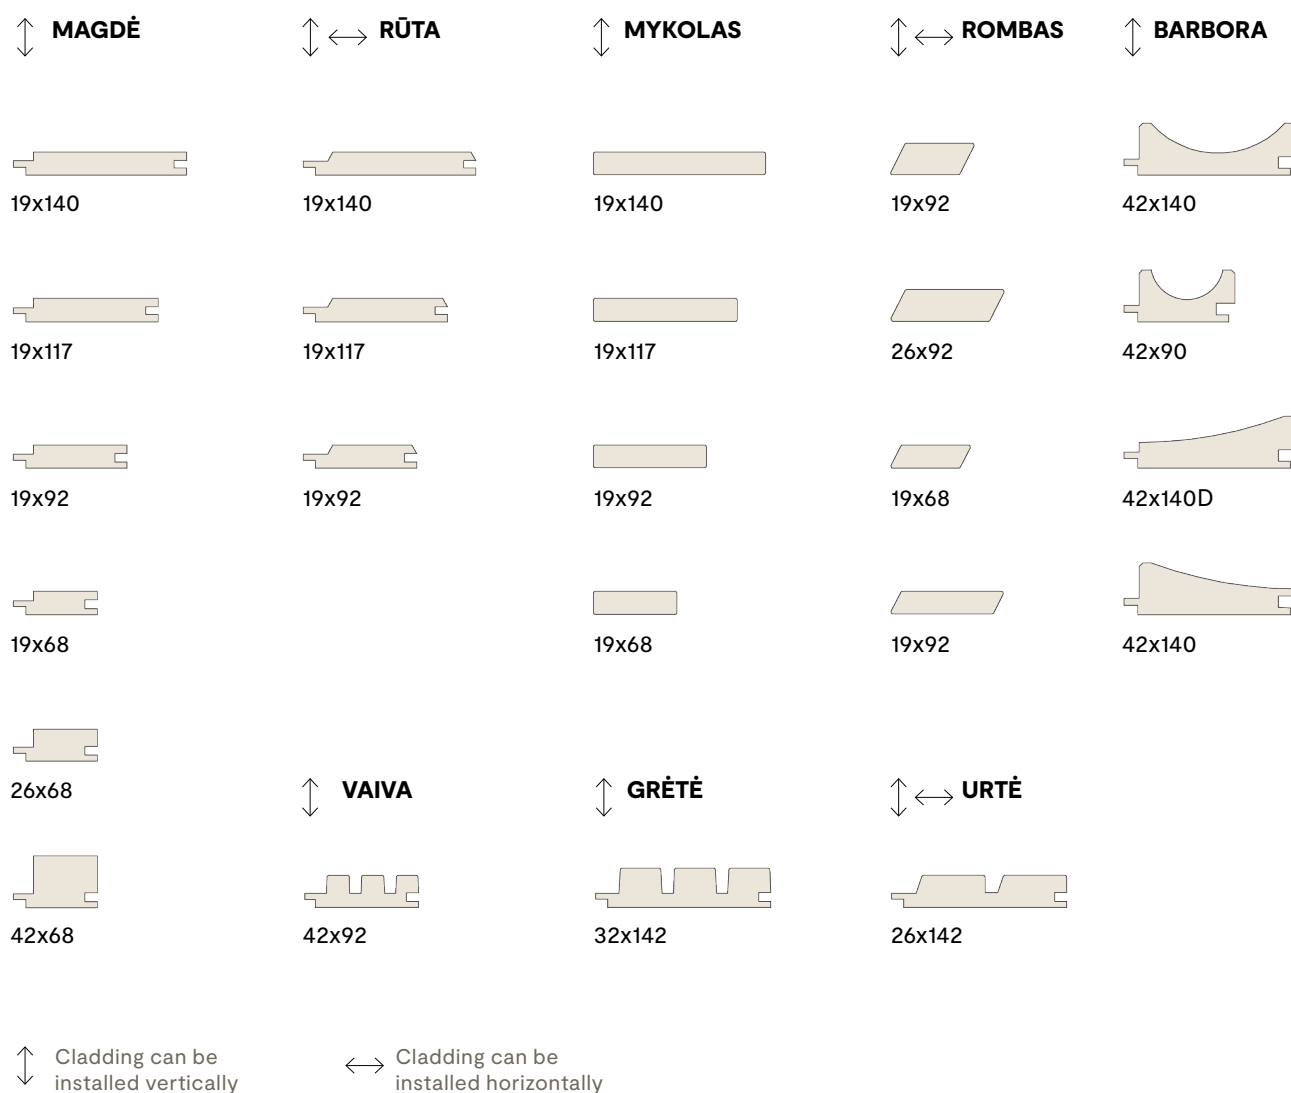 MAGDĖ
RŪTA
MYKOLAS
ROMBAS
BARBORA
19x140
19x140
19x140
19x92
42x140
19x117
19x117
19x117
26x92
42x90
19x92
19x92
19x92
19x68
42x140D
19x68
19x68
19x92
42x140
26x68
VAIVA
GRĖTĖ
URTĖ
42x68
42x92
32x142
26x142
Cladding can be
installed vertically
Cladding can be
installed horizontally